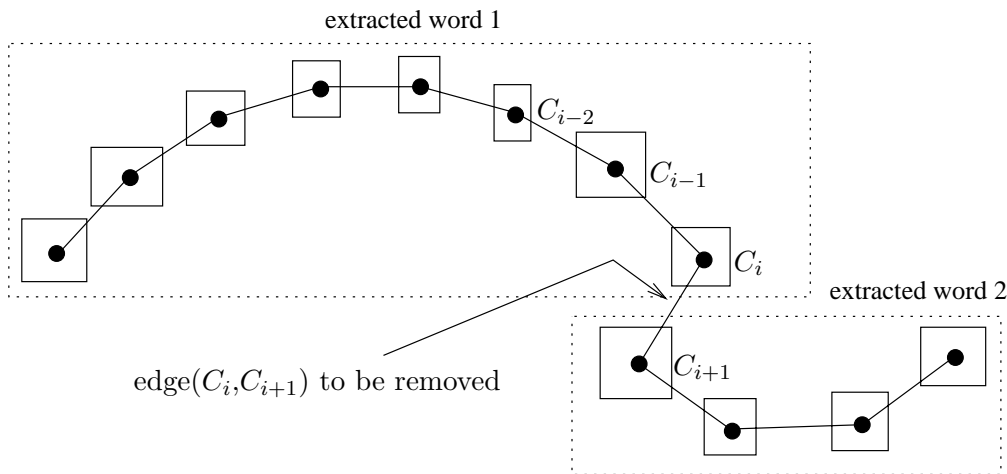 extracted word 1
C_{i-2}
C_{i-1}
C_i
extracted word 2
edge(C_i,C_{i+1}) to be removed
C_{i+1}